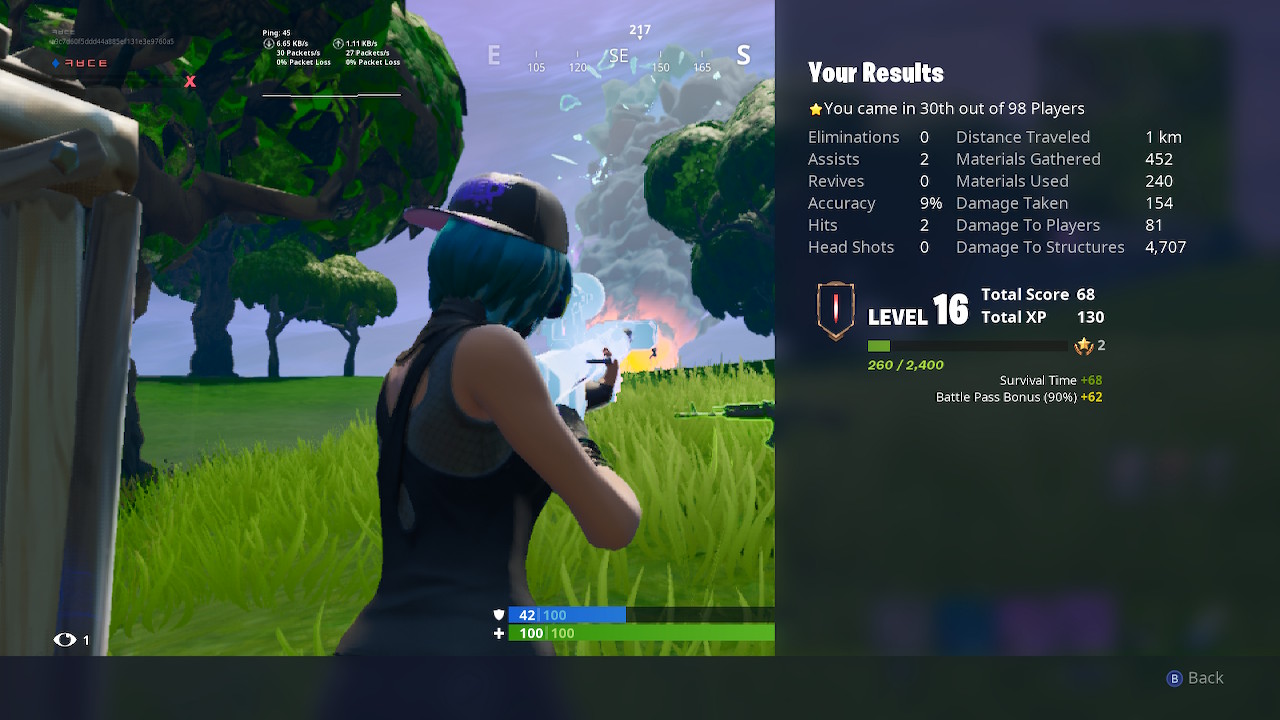 Ping: 45
6.65 KB/s 1.11 KB/s
30 Packets/s 27 Packets/s
0% Packet Loss 0% Packet Loss
X
217
E SE S
105 120 150 165
Your Results
You came in 30th out of 98 Players
Eliminations 0 Distance Traveled 1 km
Assists 2 Materials Gathered 452
Revives 0 Materials Used 240
Accuracy 9% Damage Taken 154
Hits 2 Damage To Players 81
Head Shots 0 Damage To Structures 4,707
LEVEL 16 Total Score 68
Total XP 130
2
260 / 2,400
Survival Time +68
Battle Pass Bonus (90%) +62
42 | 100
100 | 100
1
B Back